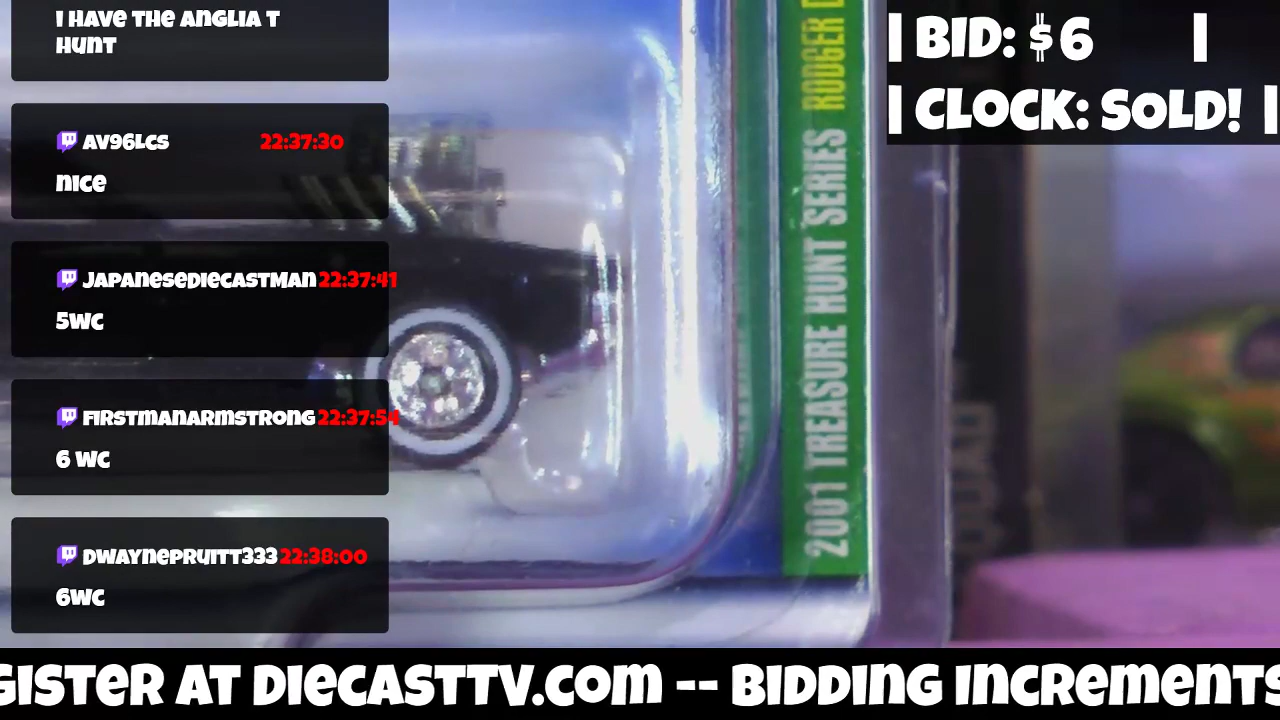 I HAVE THE ANGLIA T
HUNT
AV96LCS 22:37:30
NICE
JAPANESEDIECASTMAN 22:37:41
5WC
FIRSTMANARMSTRONG 22:37:54
6 WC
DWAYNEPRUITT333 22:38:00
6WC
2001 TREASURE HUNT SERIES RODGER D
| BID: $6 |
| CLOCK: SOLD! |
GISTER AT DIECASTTV.COM -- BIDDING INCREMENTS